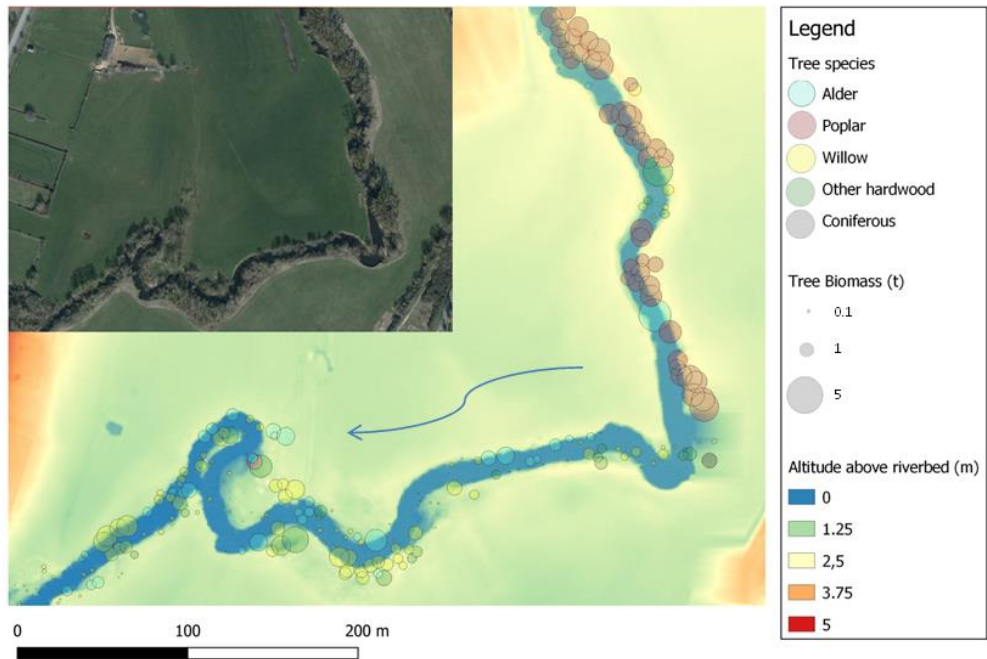 Legend
Tree species
Alder
Poplar
Willow
Other hardwood
Coniferous
Tree Biomass (t)
0.1
1
5
Altitude above riverbed (m)
0
1.25
2,5
3.75
5
0 100 200 m